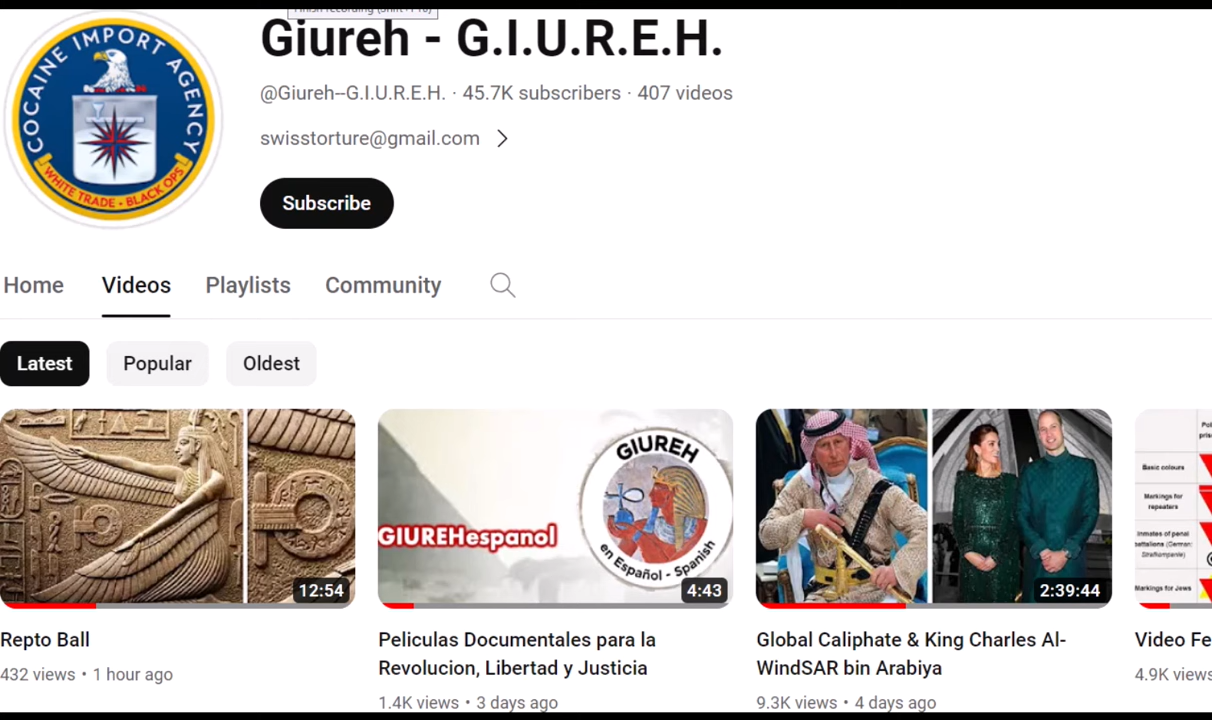 Giureh - G.I.U.R.E.H.
COCAINE IMPORT AGENCY
WHITE TRADE - BLACK OPS
@Giureh--G.I.U.R.E.H. · 45.7K subscribers · 407 videos
swisstorture@gmail.com
Subscribe
Home Videos Playlists Community
Latest Popular Oldest
12:54
GIUREH
GIUREHespanol
en Español - Spanish
4:43
2:39:44
Basic colours
Markings for repeaters
Inmates of penal battalions (German: Strafkompanie)
Markings for Jews
Repto Ball
432 views • 1 hour ago
Peliculas Documentales para la
Revolucion, Libertad y Justicia
1.4K views • 3 days ago
Global Caliphate & King Charles Al-
WindSAR bin Arabiya
9.3K views • 4 days ago
Video Fe
4.9K views